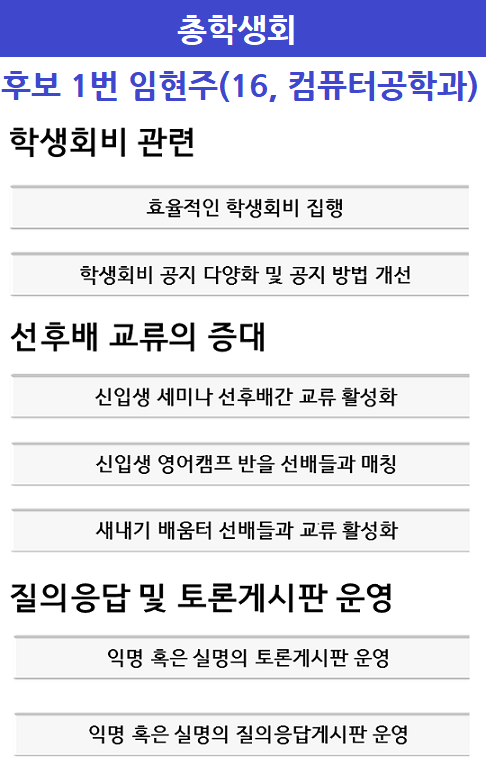 총학생회
후보 1번 임현주(16, 컴퓨터공학과)
학생회비 관련
효율적인 학생회비 집행
학생회비 공지 다양화 및 공지 방법 개선
선후배 교류의 증대
신입생 세미나 선후배간 교류 활성화
신입생 영어캠프 반을 선배들과 매칭
새내기 배움터 선배들과 교류 활성화
질의응답 및 토론게시판 운영
익명 혹은 실명의 토론게시판 운영
익명 혹은 실명의 질의응답게시판 운영